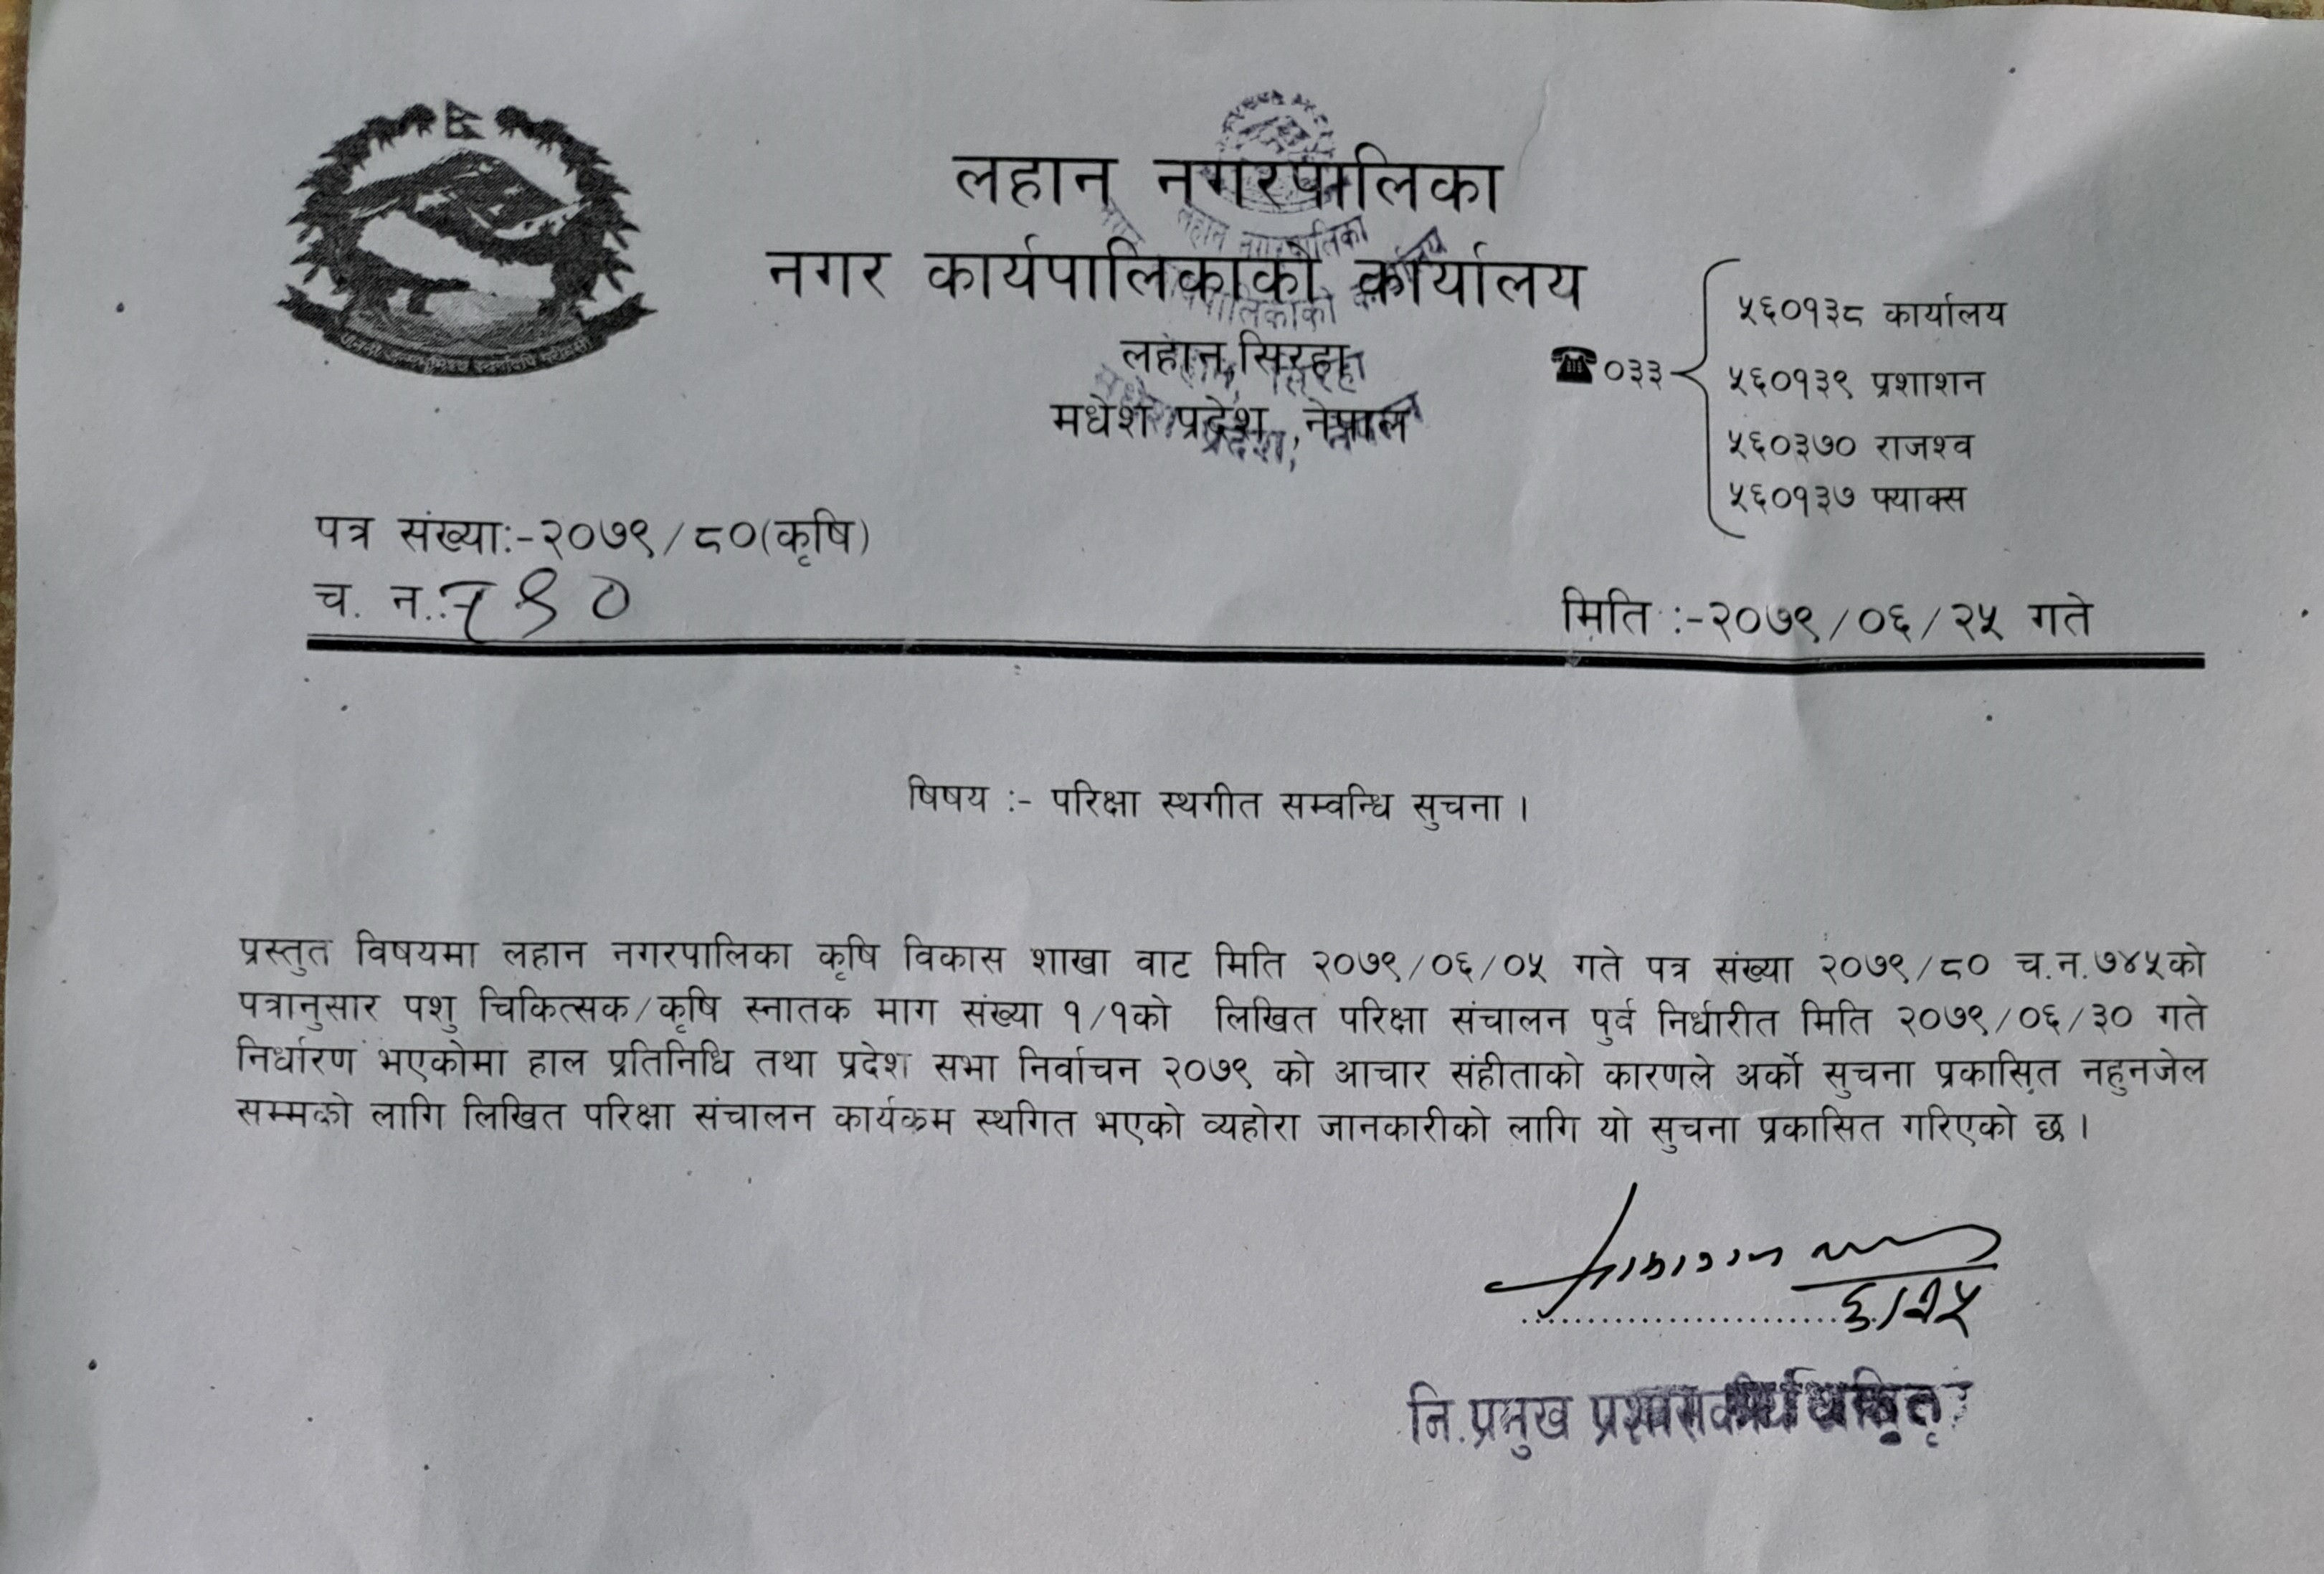 लहान नगरपालिका
नगर कार्यपालिकाको कार्यालय
लहान,सिरहा
मधेश प्रदेश ,नेपाल
०३३
५६०१३८ कार्यालय
५६०१३९ प्रशाशन
५६०३७० राजश्व
५६०१३७ फ्याक्स
पत्र संख्या:-२०७९/८०(कृषि)
च. न.:
मिति :-२०७९/०६/२५ गते
षिषय :- परिक्षा स्थगीत सम्वन्धि सुचना ।
प्रस्तुत विषयमा लहान नगरपालिका कृषि विकास शाखा वाट मिति २०७९/०६/०५ गते पत्र संख्या २०७९/८० च.न.७४५को
पत्रानुसार पशु चिकित्सक/कृषि स्नातक माग संख्या १/१को लिखित परिक्षा संचालन पुर्व निर्धारीत मिति २०७९/०६/३० गते
निर्धारण भएकोमा हाल प्रतिनिधि तथा प्रदेश सभा निर्वाचन २०७९ को आचार संहीताको कारणले अर्को सुचना प्रकासित नहुनजेल
सम्मको लागि लिखित परिक्षा संचालन कार्यक्रम स्थगित भएको व्यहोरा जानकारीको लागि यो सुचना प्रकासित गरिएको छ ।
६/२५
नि.प्रमुख